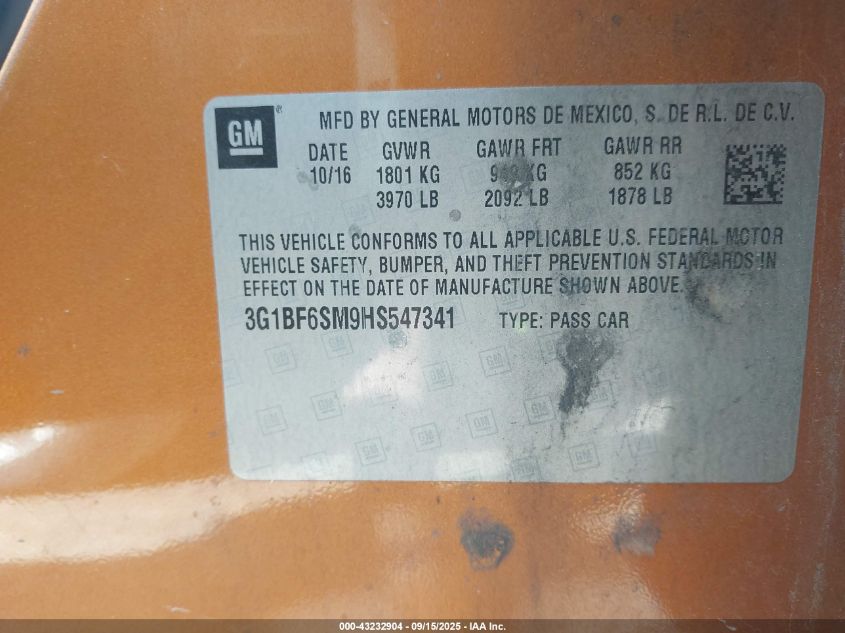 GM ®
MFD BY GENERAL MOTORS DE MEXICO, S. DE R.L. DE C.V.
DATE GVWR GAWR FRT GAWR RR
10/16 1801 KG KG 852 KG
3970 LB 2092 LB 1878 LB
THIS VEHICLE CONFORMS TO ALL APPLICABLE U.S. FEDERAL MOTOR
VEHICLE SAFETY, BUMPER, AND THEFT PREVENTION STANDARDS IN
EFFECT ON THE DATE OF MANUFACTURE SHOWN ABOVE.
3G1BF6SM9HS547341 TYPE: PASS CAR
000-43232904 - 09/15/2025 - IAA Inc.